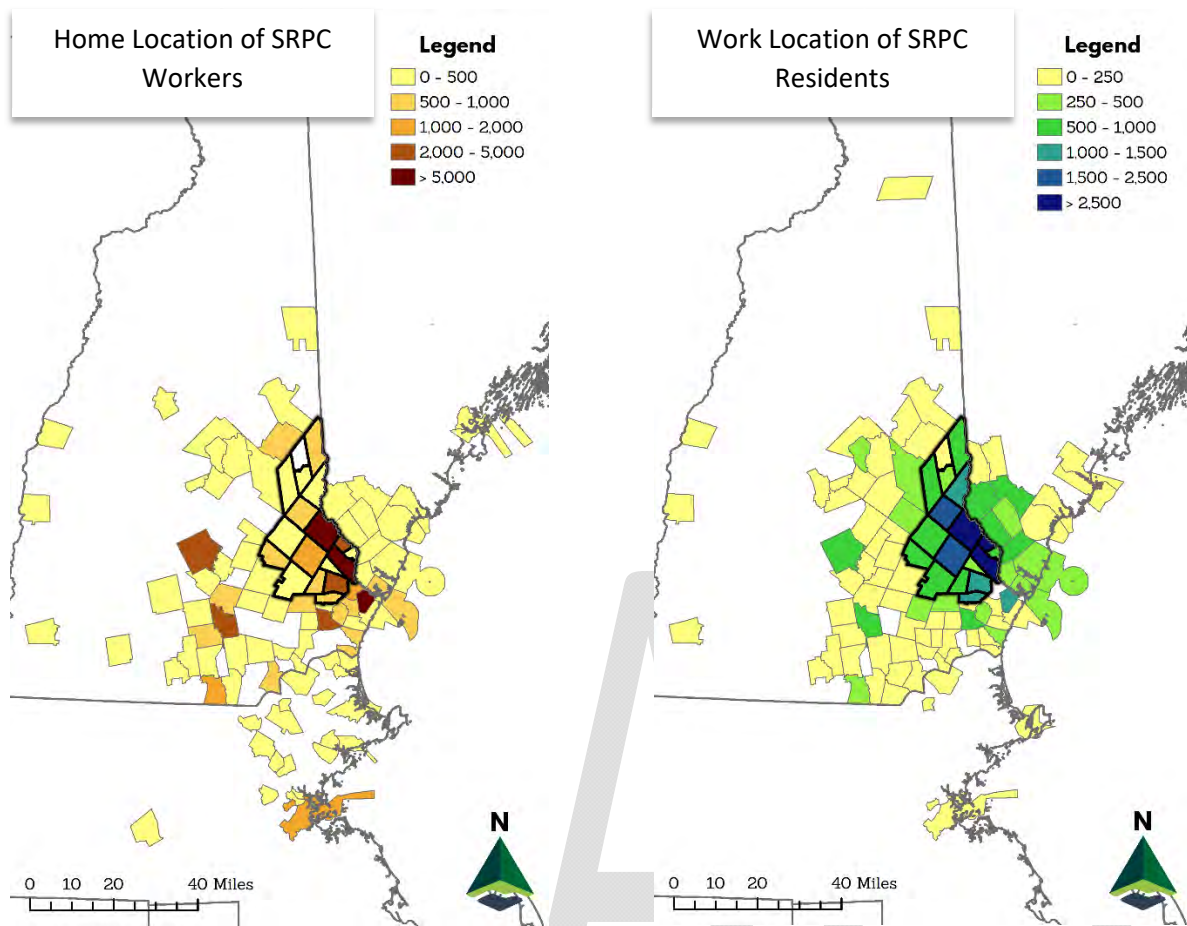 Home Location of SRPC
Workers
Legend
0 - 500
500 - 1,000
1,000 - 2,000
2,000 - 5,000
> 5,000
N
0 10 20 40 Miles
Work Location of SRPC
Residents
Legend
0 - 250
250 - 500
500 - 1,000
1,000 - 1,500
1,500 - 2,500
> 2,500
N
0 10 20 40 Miles